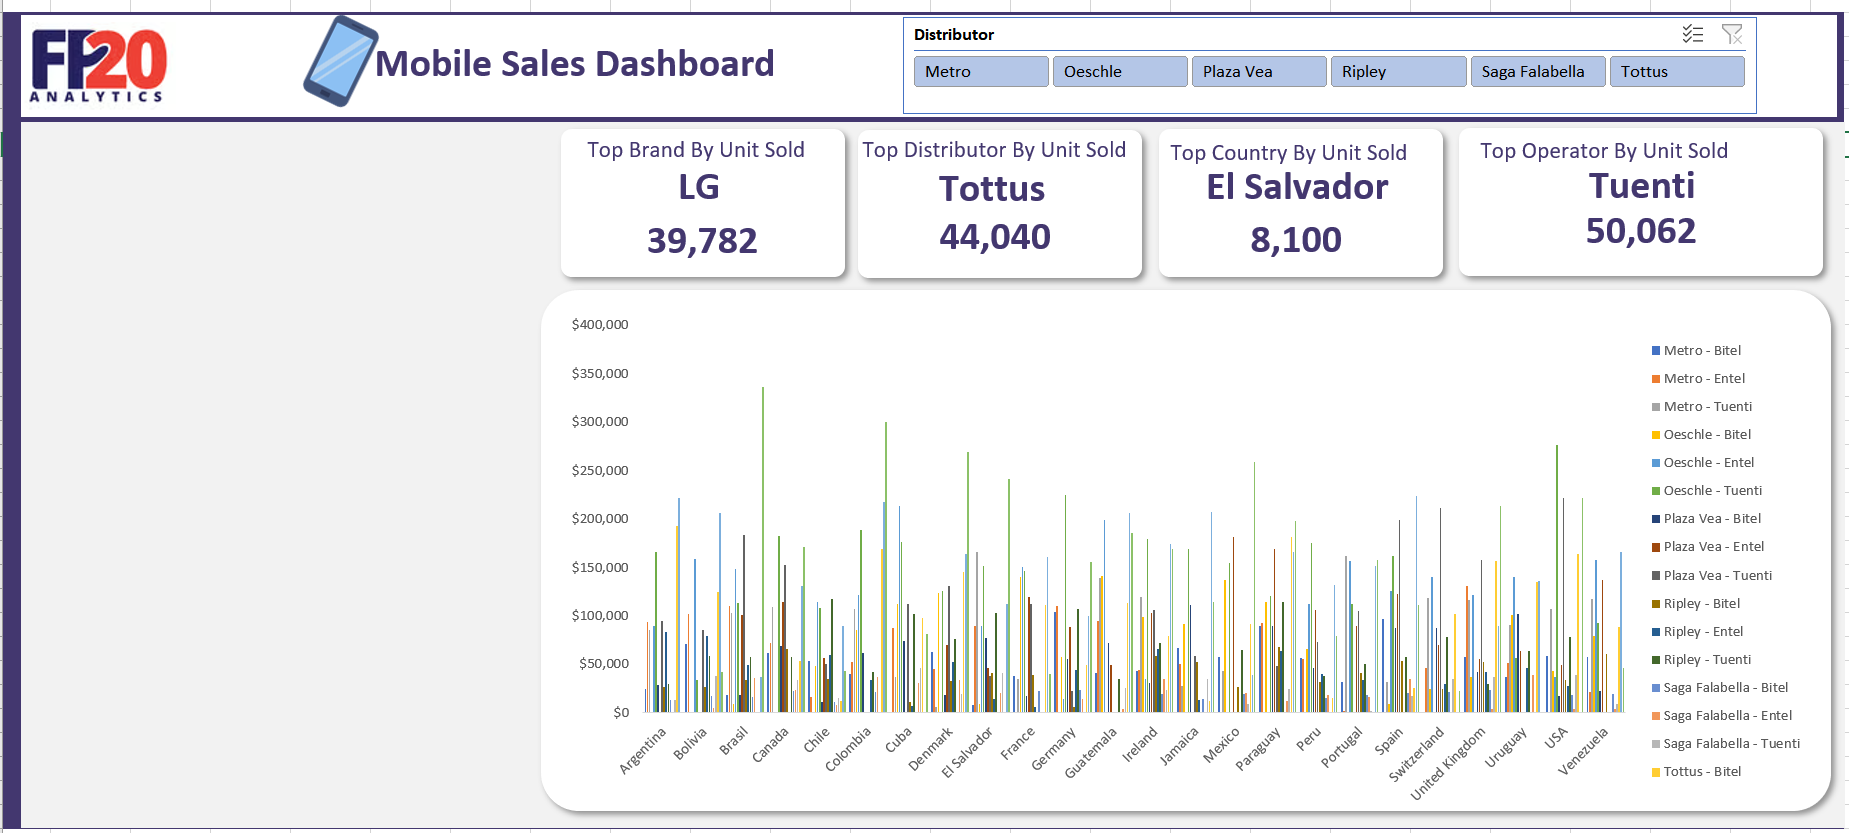 FP20
ANALYTICS
Mobile Sales Dashboard
Distributor
Metro
Oeschle
Plaza Vea
Ripley
Saga Falabella
Tottus
Top Brand By Unit Sold
LG
39,782
Top Distributor By Unit Sold
Tottus
44,040
Top Country By Unit Sold
El Salvador
8,100
Top Operator By Unit Sold
Tuenti
50,062
$400,000
$350,000
$300,000
$250,000
$200,000
$150,000
$100,000
$50,000
$0
Argentina
Bolivia
Brasil
Canada
Chile
Colombia
Cuba
Denmark
El Salvador
France
Germany
Guatemala
Ireland
Jamaica
Mexico
Paraguay
Peru
Portugal
Spain
Switzerland
United Kingdom
Uruguay
USA
Venezuela
Metro - Bitel
Metro - Entel
Metro - Tuenti
Oeschle - Bitel
Oeschle - Entel
Oeschle - Tuenti
Plaza Vea - Bitel
Plaza Vea - Entel
Plaza Vea - Tuenti
Ripley - Bitel
Ripley - Entel
Ripley - Tuenti
Saga Falabella - Bitel
Saga Falabella - Entel
Saga Falabella - Tuenti
Tottus - Bitel